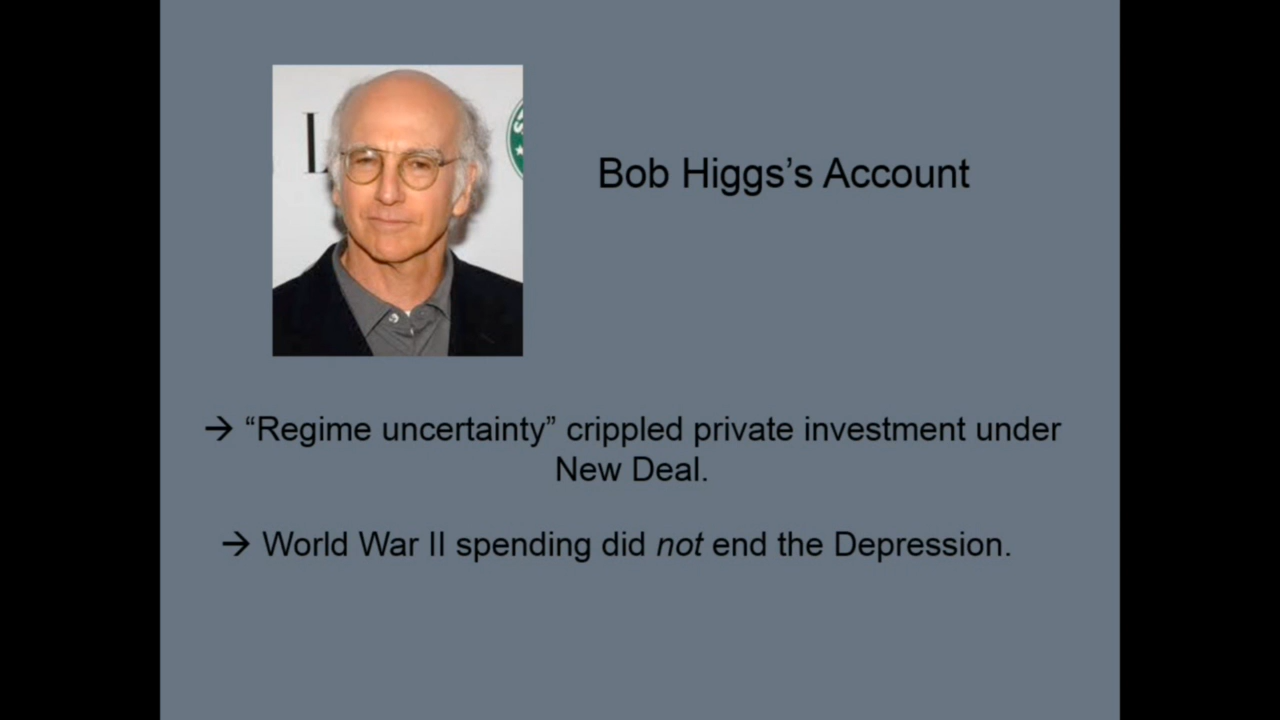 L
Bob Higgs’s Account
→ “Regime uncertainty” crippled private investment under
New Deal.
→ World War II spending did not end the Depression.